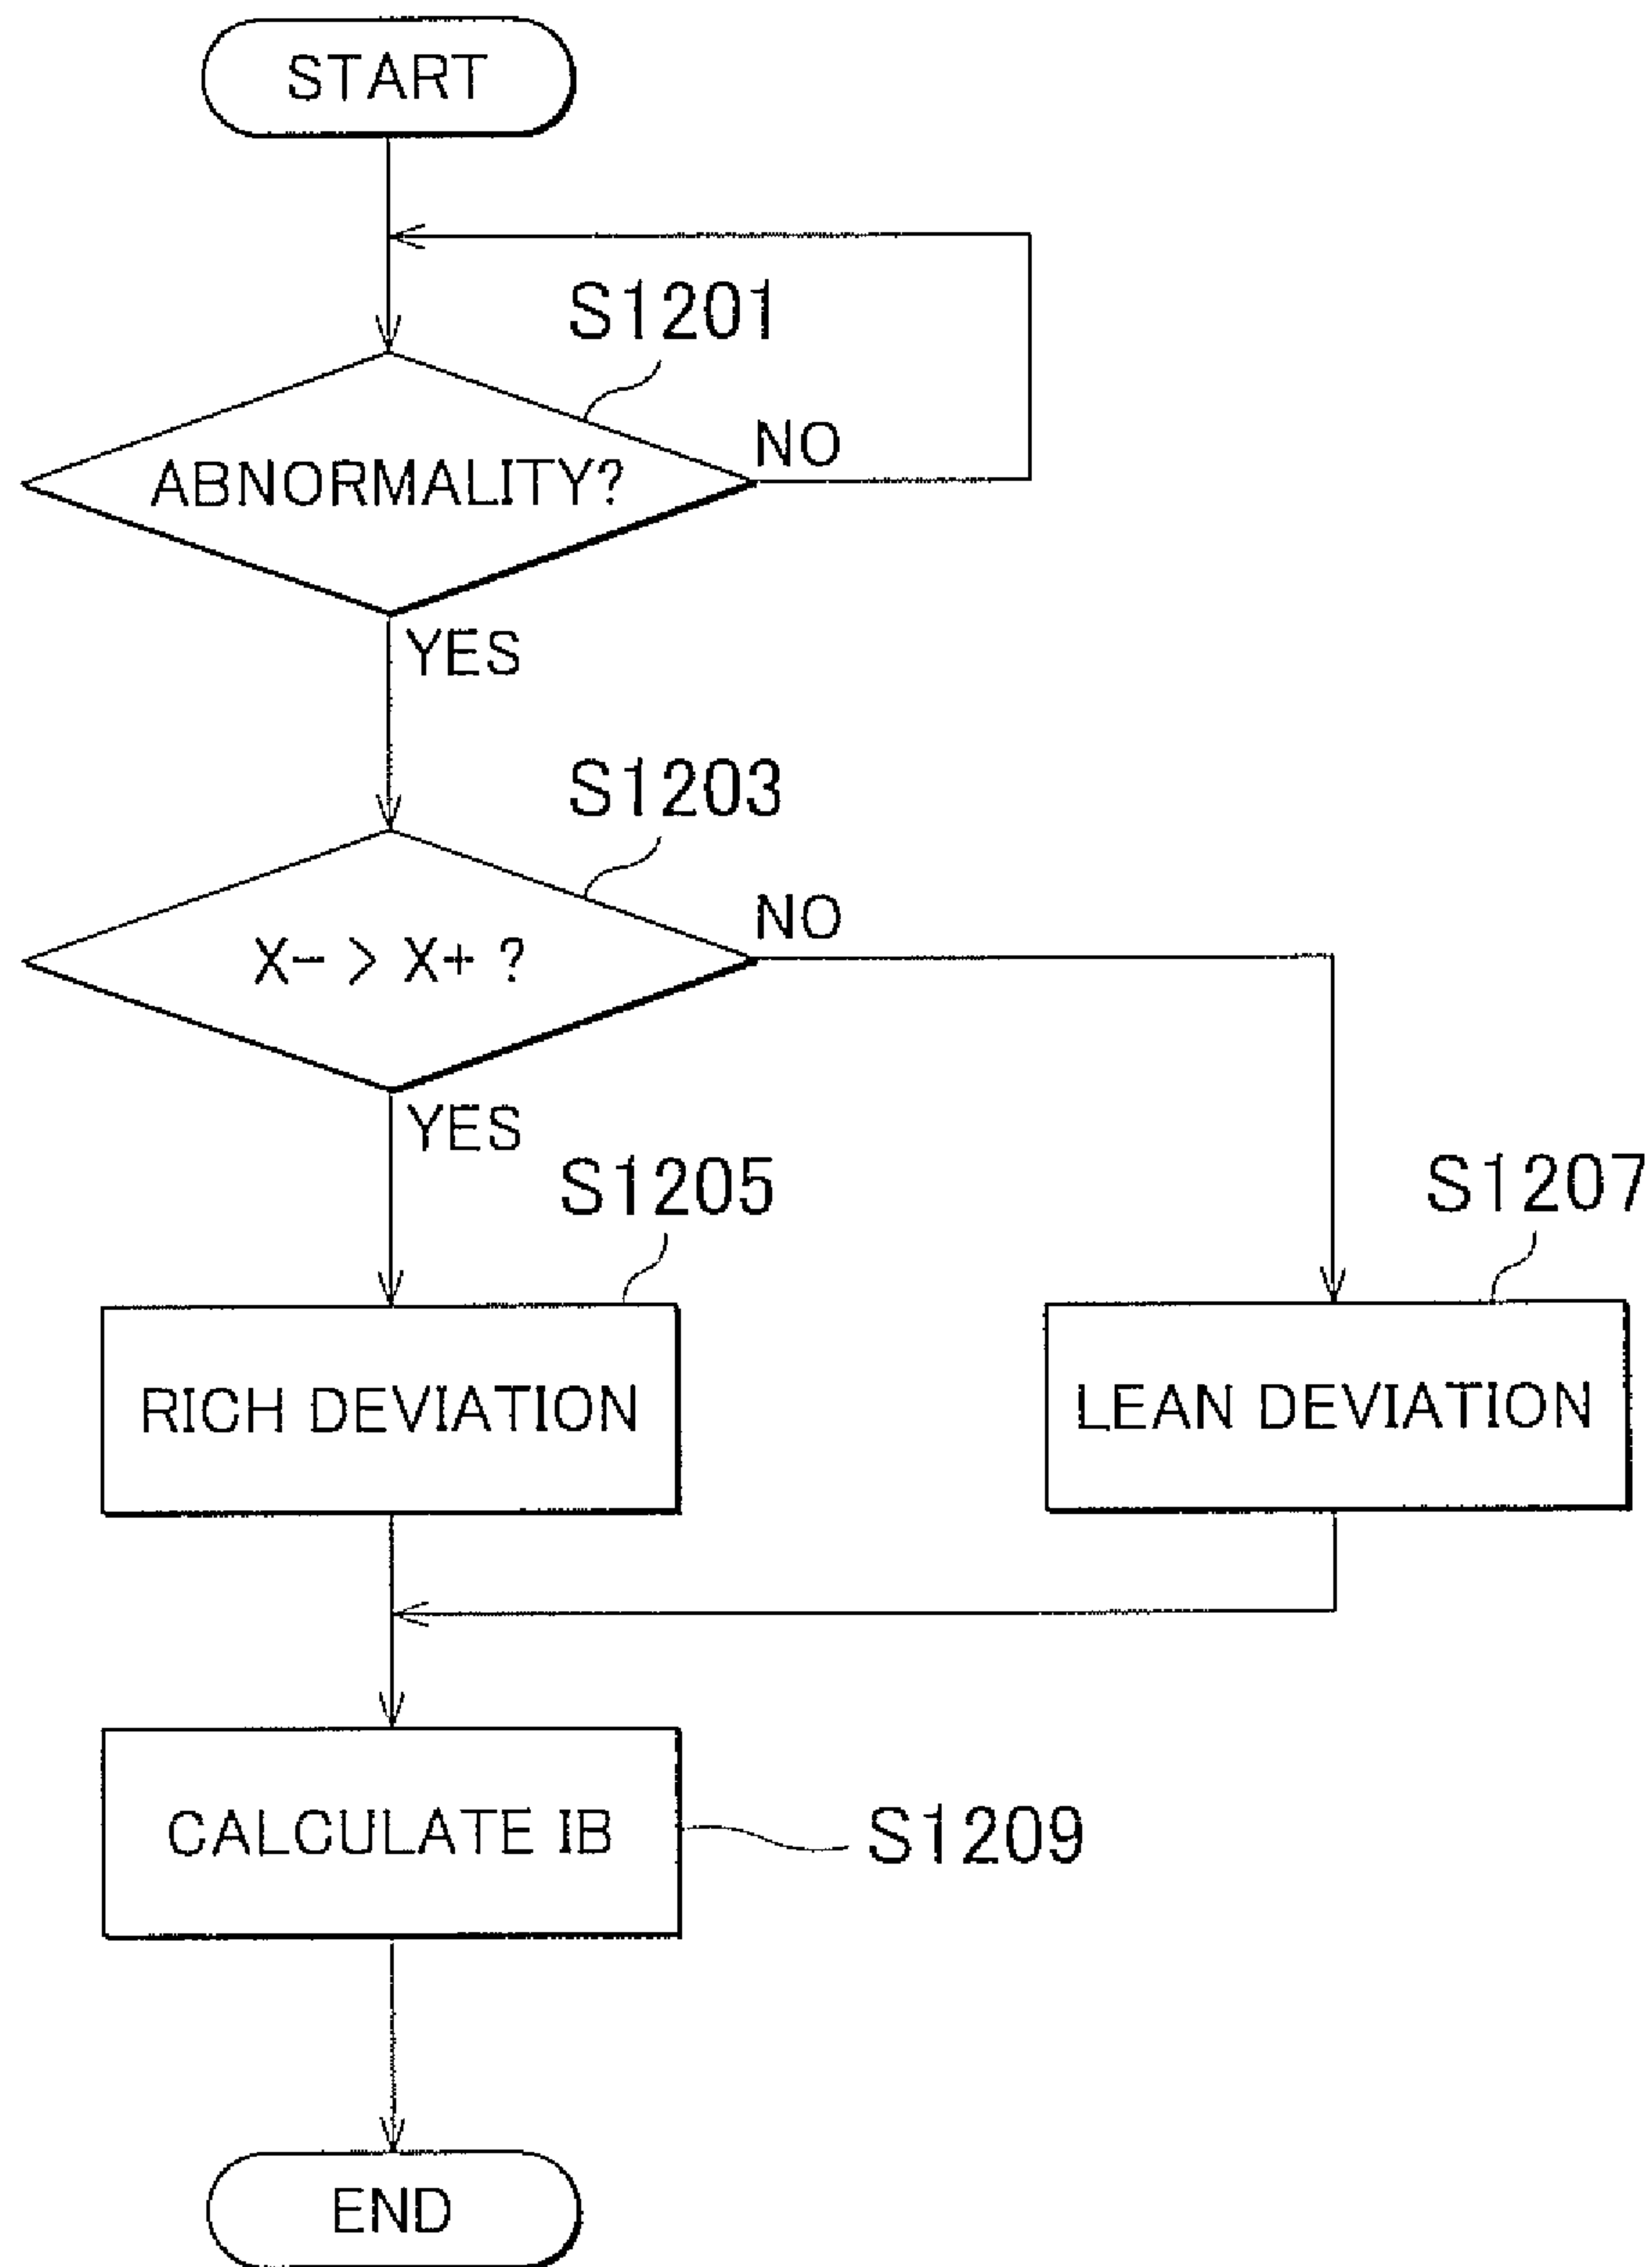 START
S1201
ABNORMALITY?
NO
YES
S1203
X- > X+ ?
NO
YES
S1205
S1207
RICH DEVIATION
LEAN DEVIATION
CALCULATE IB
S1209
END